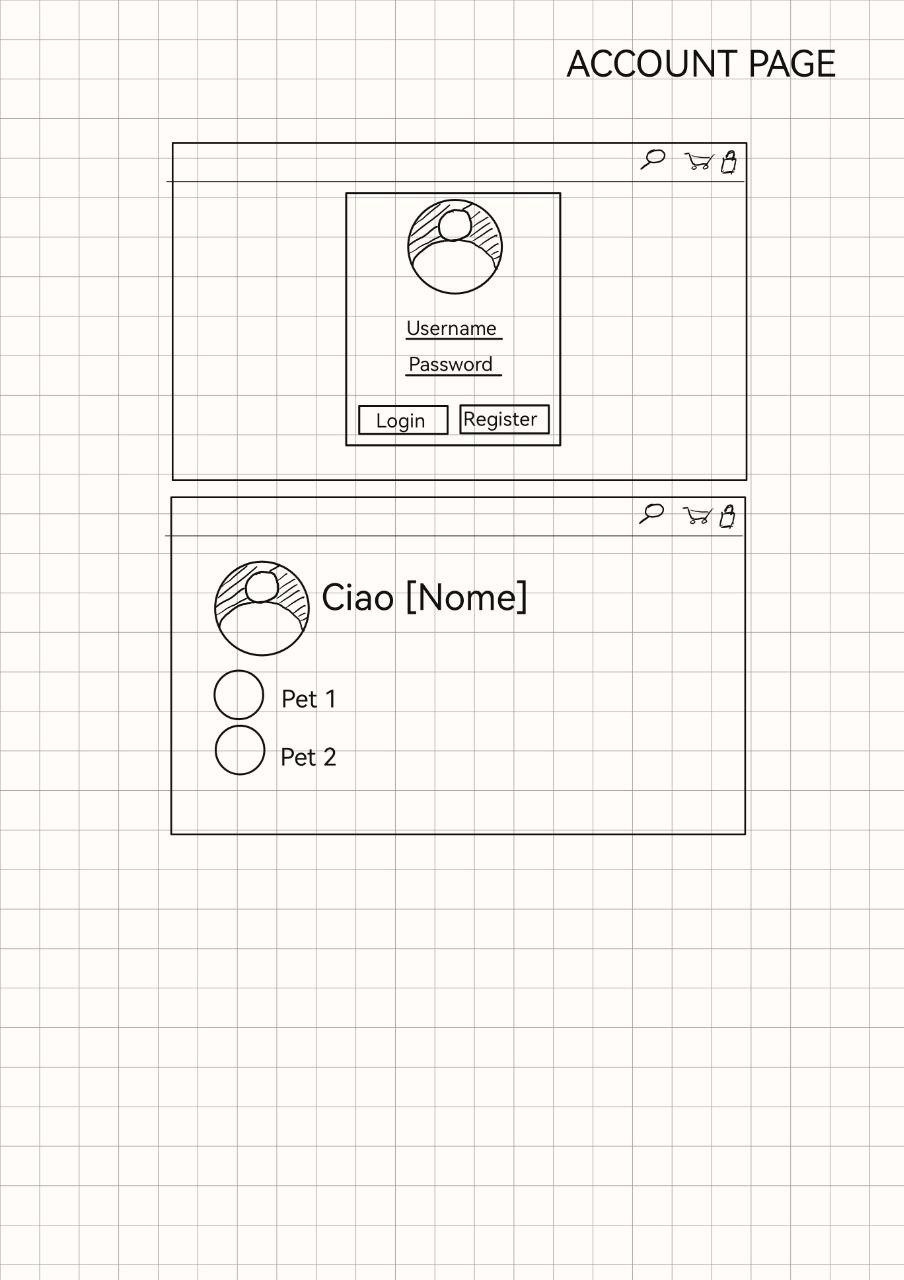 ACCOUNT PAGE
Username
Password
Login
Register
Ciao [Nome]
Pet 1
Pet 2